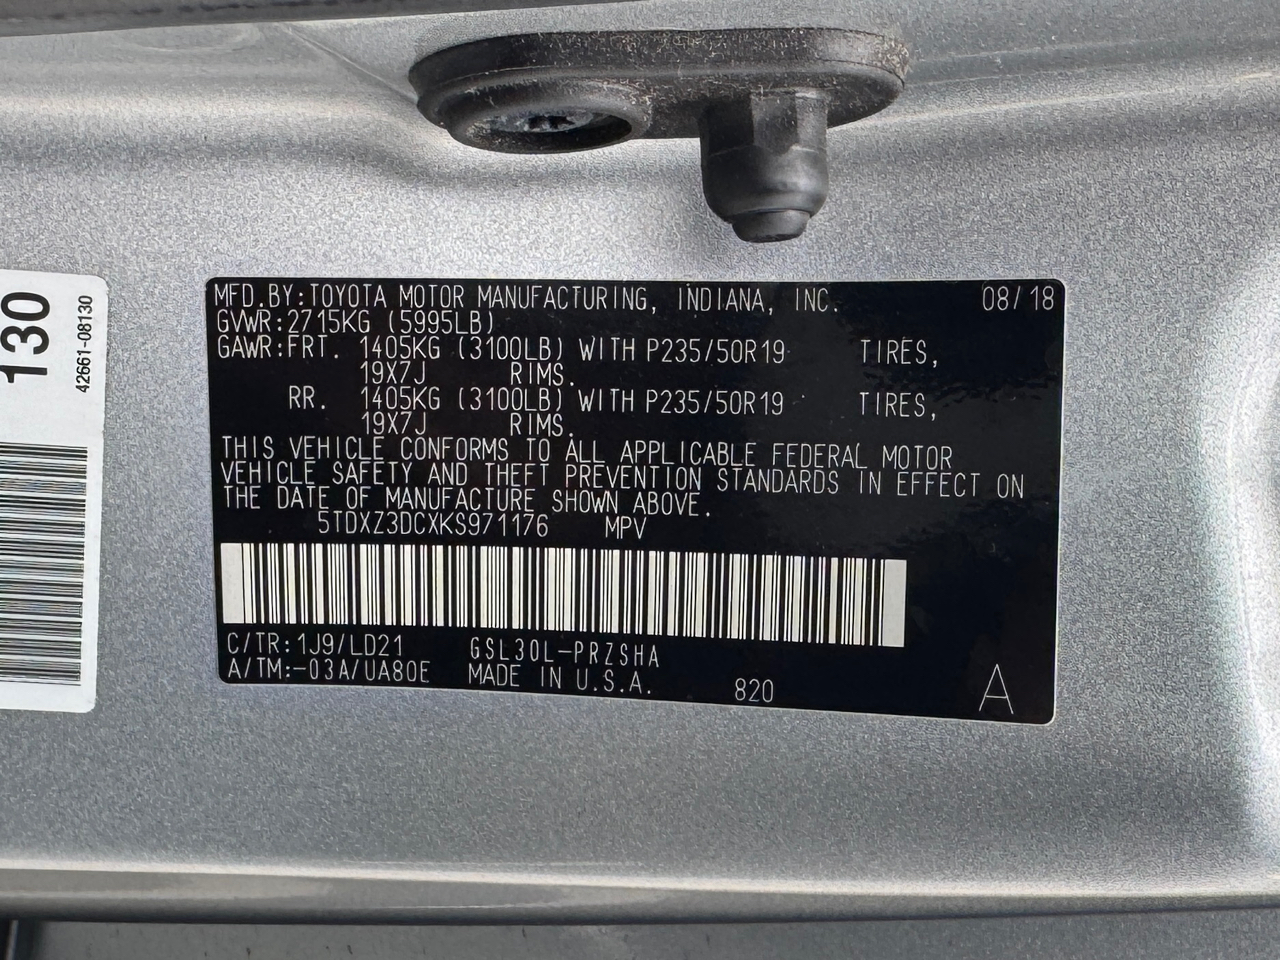 130
42661-08130
MFD.BY:TOYOTA MOTOR MANUFACTURING, INDIANA, INC. 08/18
GVWR:2715KG (5995LB)
GAWR:FRT. 1405KG (3100LB) WITH P235/50R19 TIRES,
19X7J RIMS.
RR. 1405KG (3100LB) WITH P235/50R19 TIRES,
19X7J RIMS.
THIS VEHICLE CONFORMS TO ALL APPLICABLE FEDERAL MOTOR
VEHICLE SAFETY AND THEFT PREVENTION STANDARDS IN EFFECT ON
THE DATE OF MANUFACTURE SHOWN ABOVE.
5TDXZ3DCXKS971176 MPV
C/TR:1J9/LD21 GSL30L-PRZSHA
A/TM:-03A/UA80E MADE IN U.S.A. 820 A